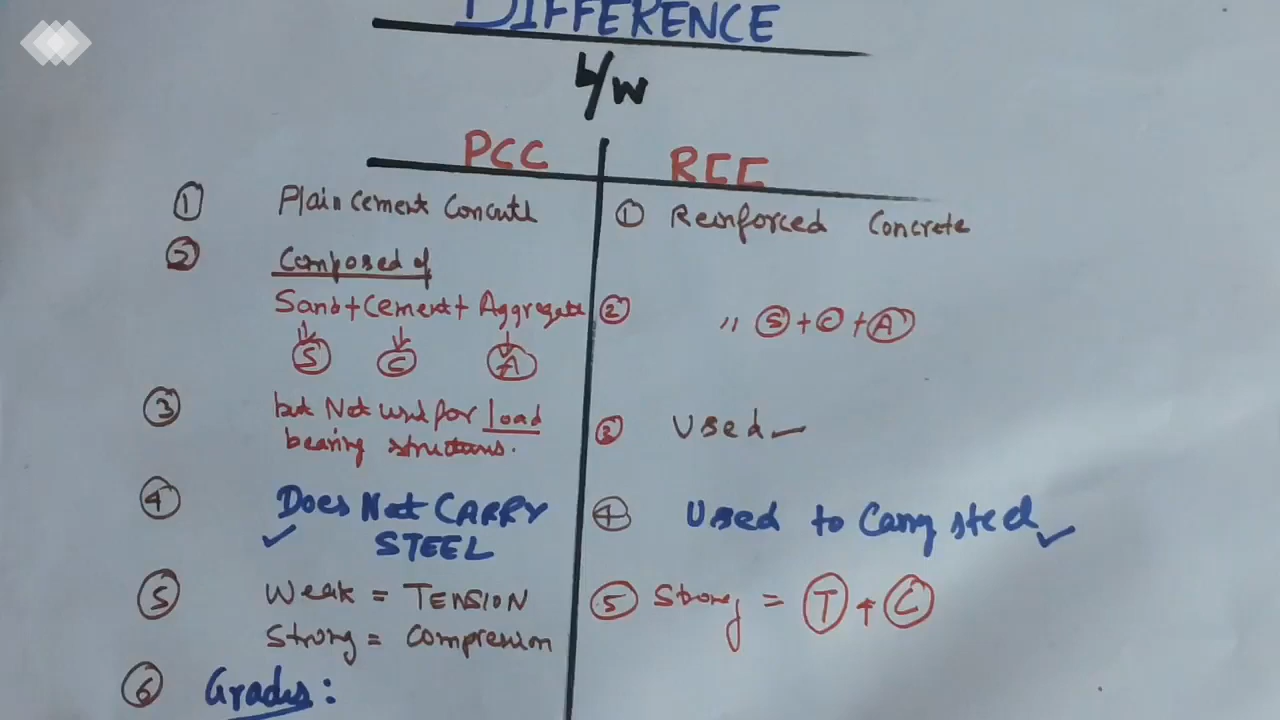 DIFFERENCE
b/w
PCC RCC
① Plain cement Concrete ① Reinforced Concrete
② Composed of
Sand + Cement + Aggregate ② " Ⓢ + Ⓒ + Ⓐ
Ⓢ Ⓒ Ⓐ
③ but Not used for load ③ Used ✓
bearing structures.
④ Does Not CARRY ④ Used to Carry steel ✓
✓ STEEL
⑤ Weak = TENSION ⑤ Strong = Ⓣ + Ⓒ
Strong = Compression
⑥ Grades: